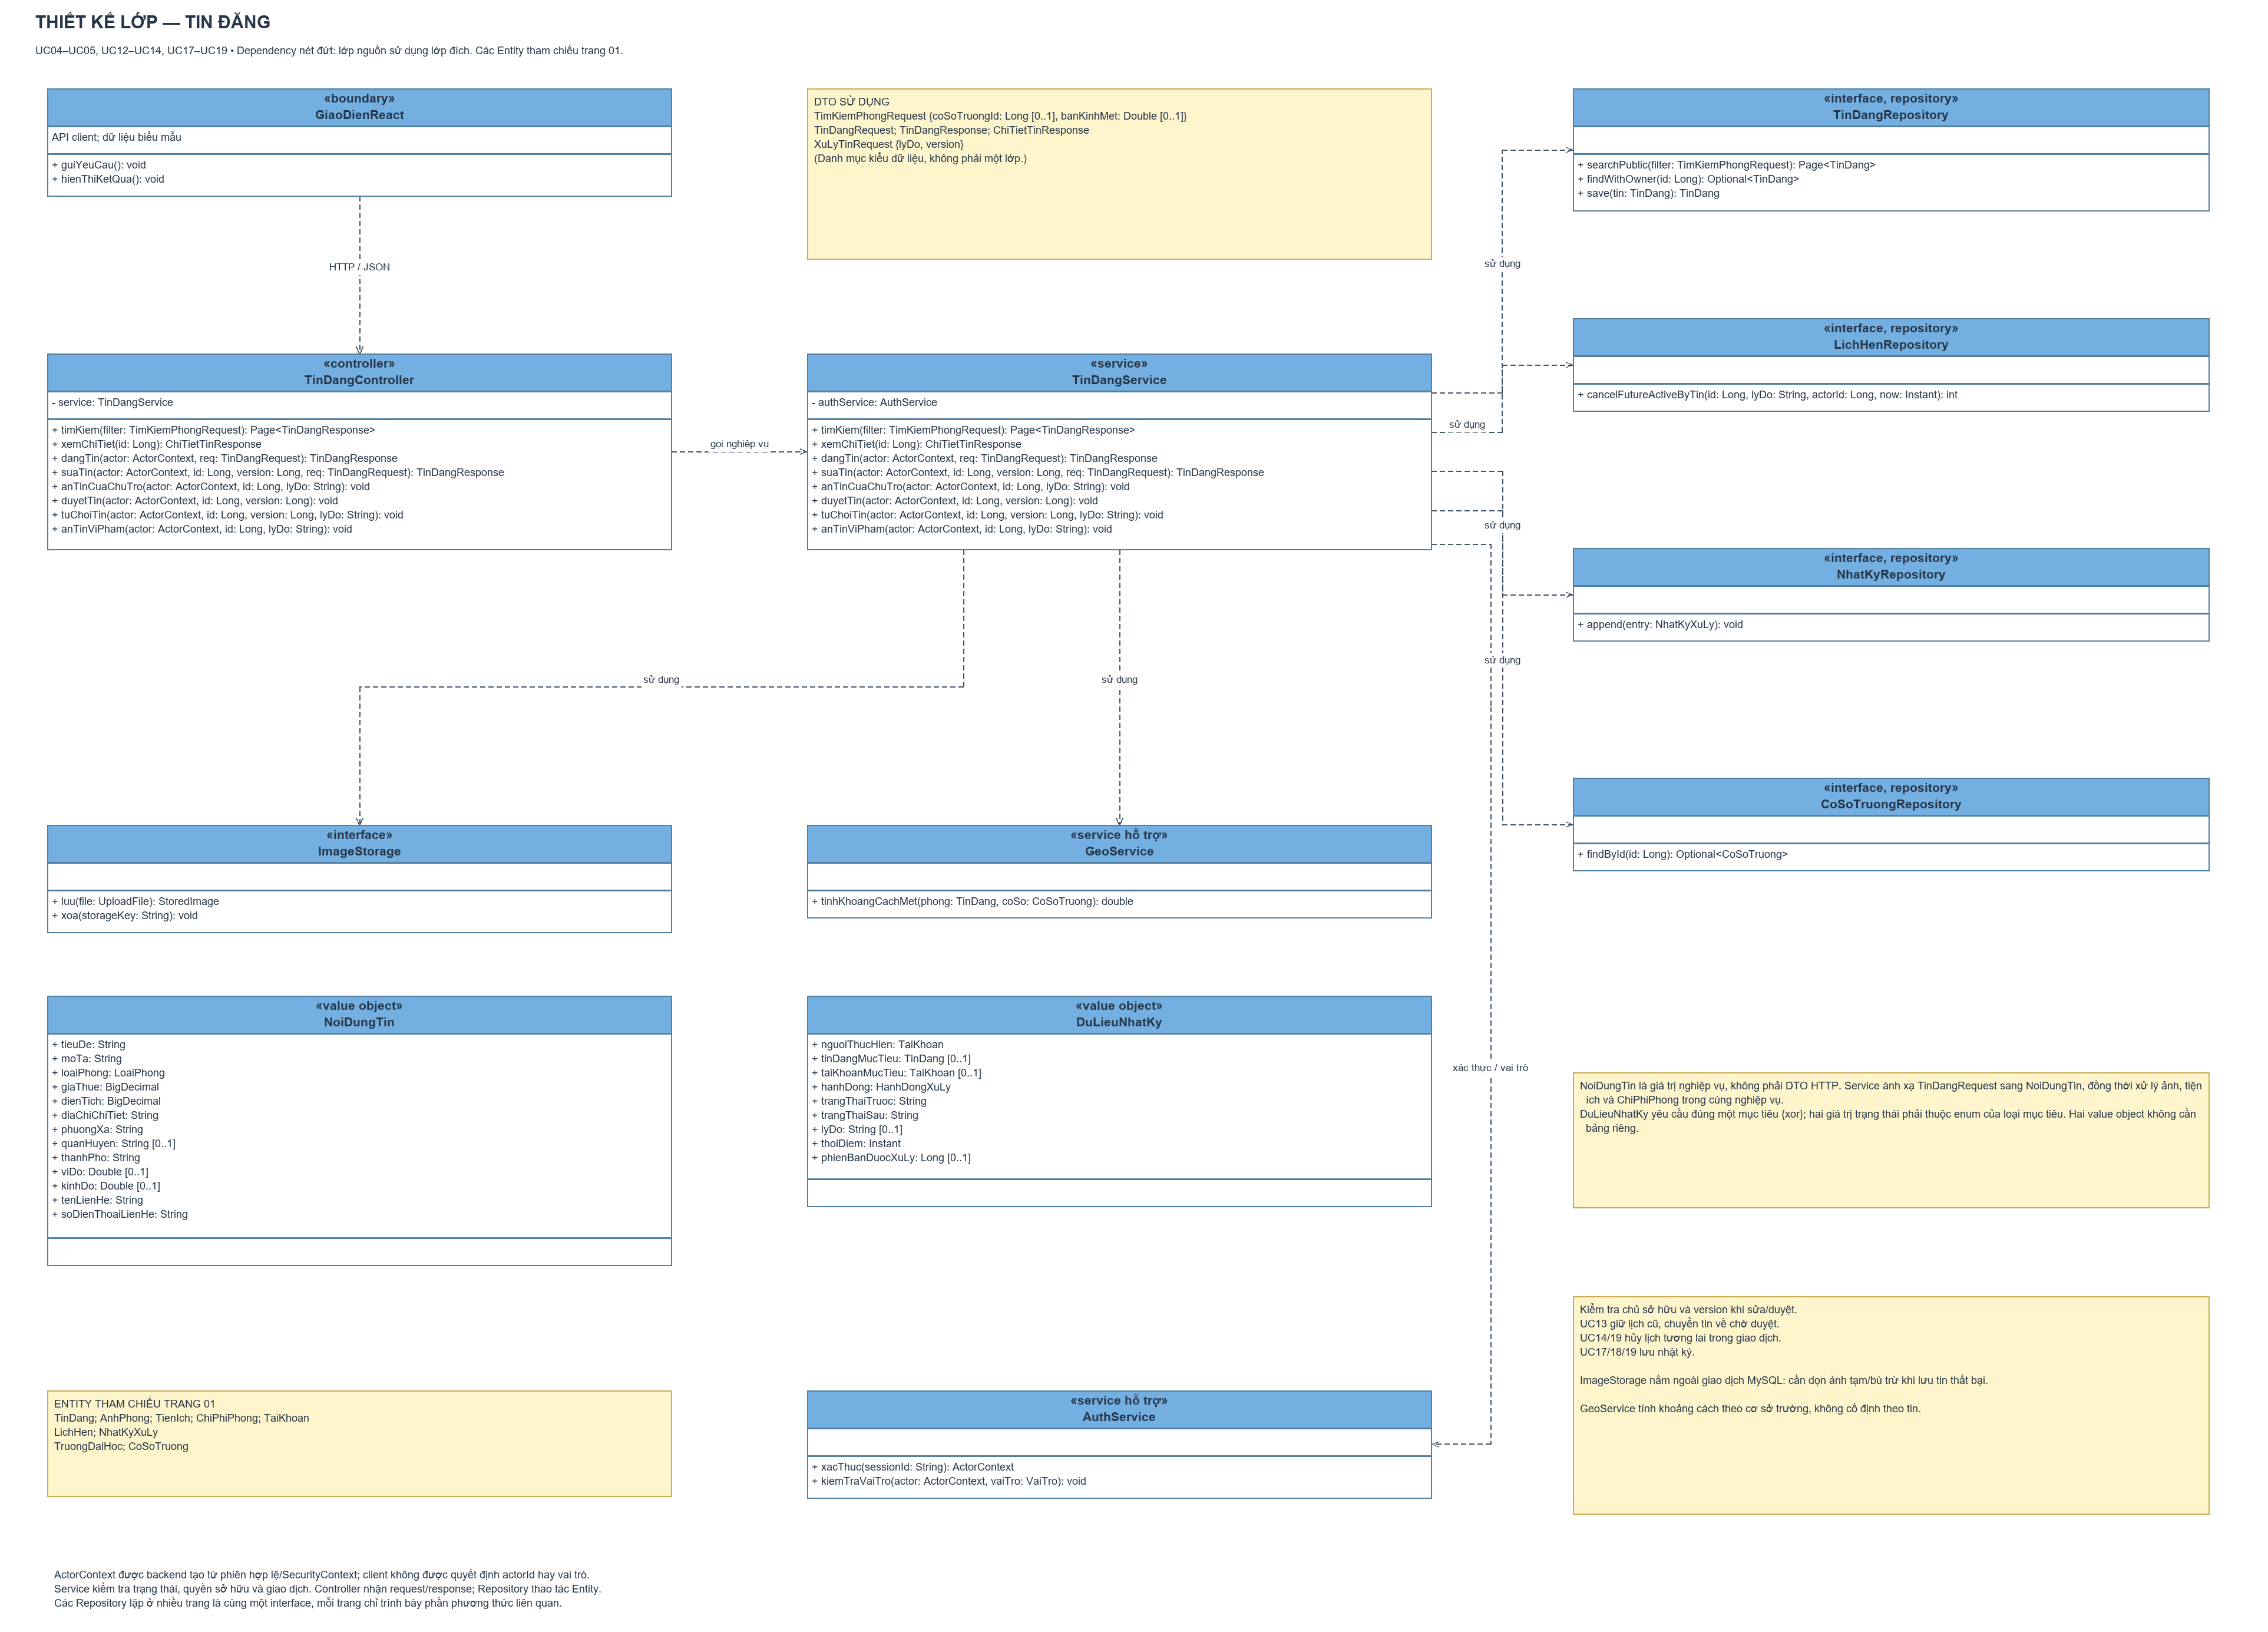 THIẾT KẾ LỚP — TIN ĐĂNG
UC04–UC05, UC12–UC14, UC17–UC19 • Dependency nét đứt: lớp nguồn sử dụng lớp đích. Các Entity tham chiếu trang 01.
«boundary»
GiaoDienReact
API client; dữ liệu biểu mẫu
+ guiYeuCau(): void
+ hienThiKetQua(): void
DTO SỬ DỤNG
TimKiemPhongRequest {coSoTruongId: Long [0..1], banKinhMet: Double [0..1]}
TinDangRequest; TinDangResponse; ChiTietTinResponse
XuLyTinRequest {lyDo, version}
(Danh mục kiểu dữ liệu, không phải một lớp.)
«interface, repository»
TinDangRepository
+ searchPublic(filter: TimKiemPhongRequest): Page<TinDang>
+ findWithOwner(id: Long): Optional<TinDang>
+ save(tin: TinDang): TinDang
HTTP / JSON
sử dụng
«interface, repository»
LichHenRepository
+ cancelFutureActiveByTin(id: Long, lyDo: String, actorId: Long, now: Instant): int
«controller»
TinDangController
- service: TinDangService
+ timKiem(filter: TimKiemPhongRequest): Page<TinDangResponse>
+ xemChiTiet(id: Long): ChiTietTinResponse
+ dangTin(actor: ActorContext, req: TinDangRequest): TinDangResponse
+ suaTin(actor: ActorContext, id: Long, version: Long, req: TinDangRequest): TinDangResponse
+ anTinCuaChuTro(actor: ActorContext, id: Long, lyDo: String): void
+ duyetTin(actor: ActorContext, id: Long, version: Long): void
+ tuChoiTin(actor: ActorContext, id: Long, version: Long, lyDo: String): void
+ anTinViPham(actor: ActorContext, id: Long, lyDo: String): void
gọi nghiệp vụ
«service»
TinDangService
- authService: AuthService
+ timKiem(filter: TimKiemPhongRequest): Page<TinDangResponse>
+ xemChiTiet(id: Long): ChiTietTinResponse
+ dangTin(actor: ActorContext, req: TinDangRequest): TinDangResponse
+ suaTin(actor: ActorContext, id: Long, version: Long, req: TinDangRequest): TinDangResponse
+ anTinCuaChuTro(actor: ActorContext, id: Long, lyDo: String): void
+ duyetTin(actor: ActorContext, id: Long, version: Long): void
+ tuChoiTin(actor: ActorContext, id: Long, version: Long, lyDo: String): void
+ anTinViPham(actor: ActorContext, id: Long, lyDo: String): void
sử dụng
sử dụng
«interface, repository»
NhatKyRepository
+ append(entry: NhatKyXuLy): void
sử dụng
sử dụng
sử dụng
«interface, repository»
CoSoTruongRepository
+ findById(id: Long): Optional<CoSoTruong>
«interface»
ImageStorage
+ luu(file: UploadFile): StoredImage
+ xoa(storageKey: String): void
«service hỗ trợ»
GeoService
+ tinhKhoangCachMet(phong: TinDang, coSo: CoSoTruong): double
«value object»
NoiDungTin
+ tieuDe: String
+ moTa: String
+ loaiPhong: LoaiPhong
+ giaThue: BigDecimal
+ dienTich: BigDecimal
+ diaChiChiTiet: String
+ phuongXa: String
+ quanHuyen: String [0..1]
+ thanhPho: String
+ viDo: Double [0..1]
+ kinhDo: Double [0..1]
+ tenLienHe: String
+ soDienThoaiLienHe: String
«value object»
DuLieuNhatKy
+ nguoiThucHien: TaiKhoan
+ tinDangMucTieu: TinDang [0..1]
+ taiKhoanMucTieu: TaiKhoan [0..1]
+ hanhDong: HanhDongXuLy
+ trangThaiTruoc: String
+ trangThaiSau: String
+ lyDo: String [0..1]
+ thoiDiem: Instant
+ phienBanDuocXuLy: Long [0..1]
xác thực / vai trò
NoiDungTin là giá trị nghiệp vụ, không phải DTO HTTP. Service ánh xạ TinDangRequest sang NoiDungTin, đồng thời xử lý ảnh, tiện
ích và ChiPhiPhong trong cùng nghiệp vụ.
DuLieuNhatKy yêu cầu đúng một mục tiêu {xor}; hai giá trị trạng thái phải thuộc enum của loại mục tiêu. Hai value object không cần
bảng riêng.
Kiểm tra chủ sở hữu và version khi sửa/duyệt.
UC13 giữ lịch cũ, chuyển tin về chờ duyệt.
UC14/19 hủy lịch tương lai trong giao dịch.
UC17/18/19 lưu nhật ký.
ImageStorage nằm ngoài giao dịch MySQL: cần dọn ảnh tạm/bù trừ khi lưu tin thất bại.
GeoService tính khoảng cách theo cơ sở trường, không cố định theo tin.
ENTITY THAM CHIẾU TRANG 01
TinDang; AnhPhong; TienIch; ChiPhiPhong; TaiKhoan
LichHen; NhatKyXuLy
TruongDaiHoc; CoSoTruong
«service hỗ trợ»
AuthService
+ xacThuc(sessionId: String): ActorContext
+ kiemTraVaiTro(actor: ActorContext, vaiTro: VaiTro): void
ActorContext được backend tạo từ phiên hợp lệ/SecurityContext; client không được quyết định actorId hay vai trò.
Service kiểm tra trạng thái, quyền sở hữu và giao dịch. Controller nhận request/response; Repository thao tác Entity.
Các Repository lặp ở nhiều trang là cùng một interface, mỗi trang chỉ trình bày phần phương thức liên quan.